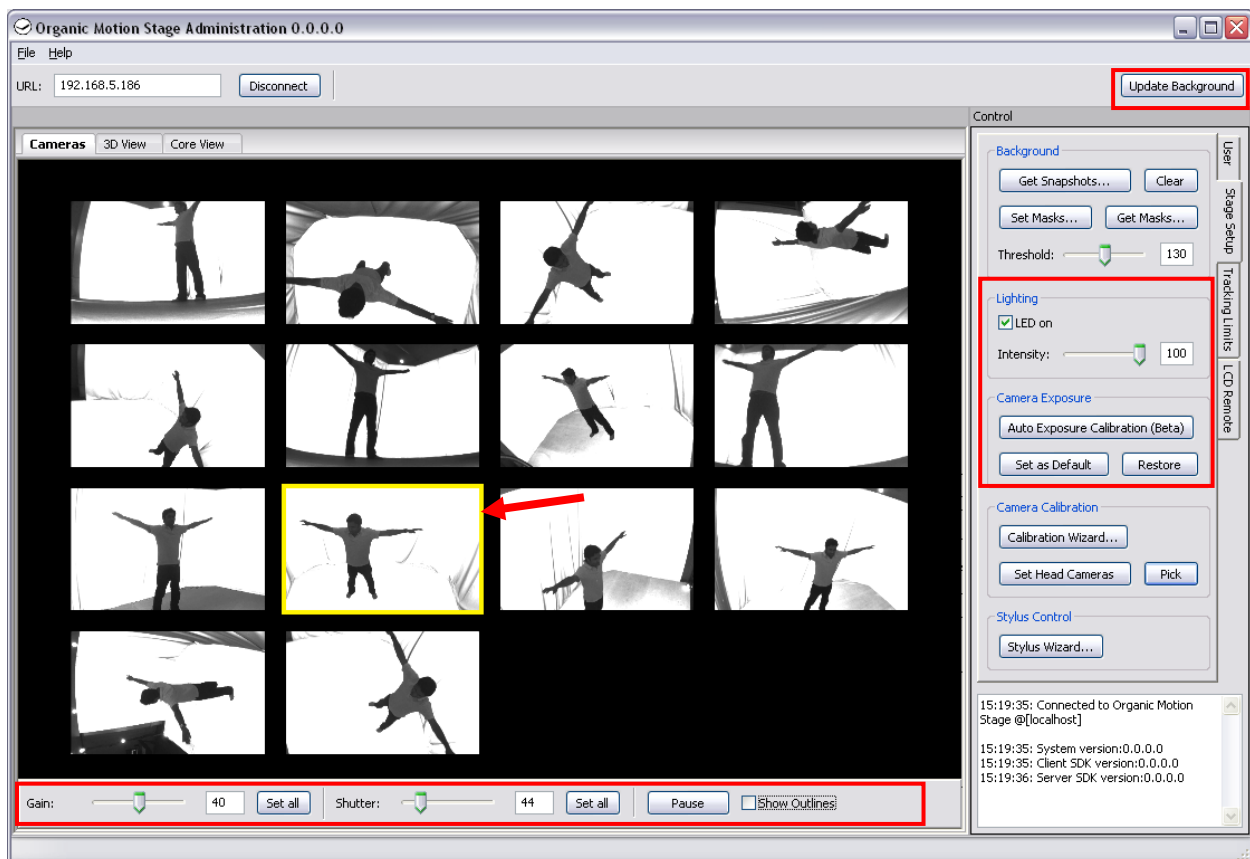 Organic Motion Stage Administration 0.0.0.0
File Help
URL: 192.168.5.186 Disconnect Update Background
Control
Cameras 3D View Core View
Background
Get Snapshots... Clear
Set Masks... Get Masks...
Threshold: 130
Lighting
LED on
Intensity: 100
Camera Exposure
Auto Exposure Calibration (Beta)
Set as Default Restore
Camera Calibration
Calibration Wizard...
Set Head Cameras Pick
Stylus Control
Stylus Wizard...
User
Stage Setup
Tracking Limits
LCD Remote
15:19:35: Connected to Organic Motion
Stage @[localhost]
15:19:35: System version:0.0.0.0
15:19:35: Client SDK version:0.0.0.0
15:19:36: Server SDK version:0.0.0.0
Gain: 40 Set all Shutter: 44 Set all Pause Show Outlines